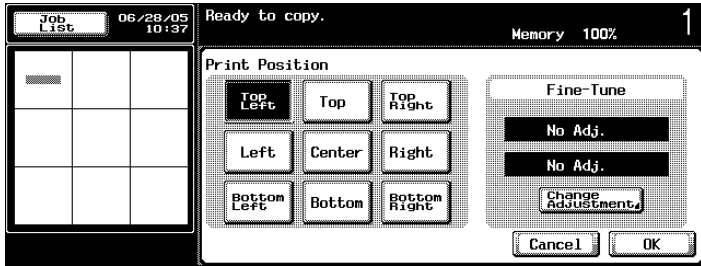 Job
List
06/28/05
10:37
Ready to copy.
Memory 100%
1
Print Position
Top
Left
Top
Top
Right
Left
Center
Right
Bottom
Left
Bottom
Bottom
Right
Fine-Tune
No Adj.
No Adj.
Change
Adjustment
Cancel
OK